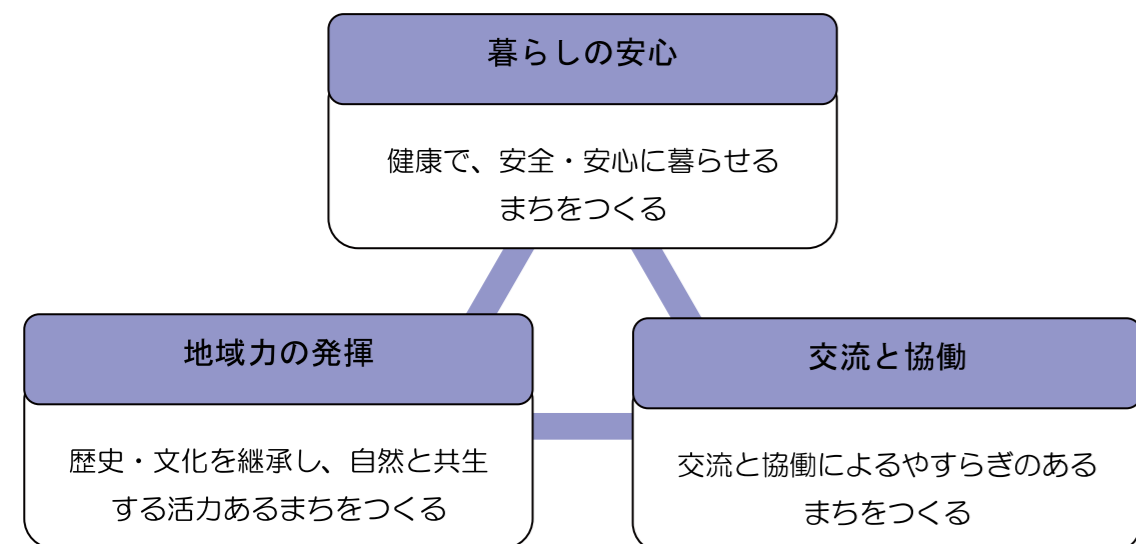 暮らしの安心
健康で、安全・安心に暮らせる
まちをつくる
地域力の発揮
歴史・文化を継承し、自然と共生
する活力あるまちをつくる
交流と協働
交流と協働によるやすらぎのある
まちをつくる